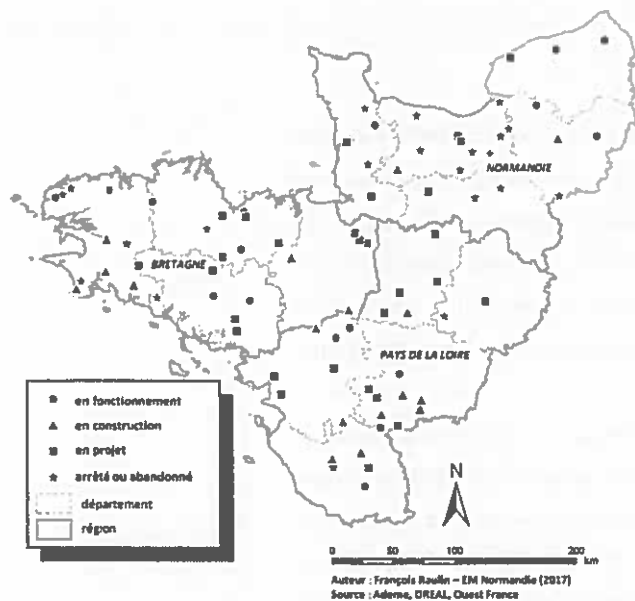 NORMANDIE
BRETAGNE
PAYS DE LA LOIRE
en fonctionnement
en construction
en projet
arrêté ou abandonné
département
région
N
0 50 100 200
km
Auteur : François Raulin – EM Normandie (2017)
Source : Ademe, DREAL, Ouest France